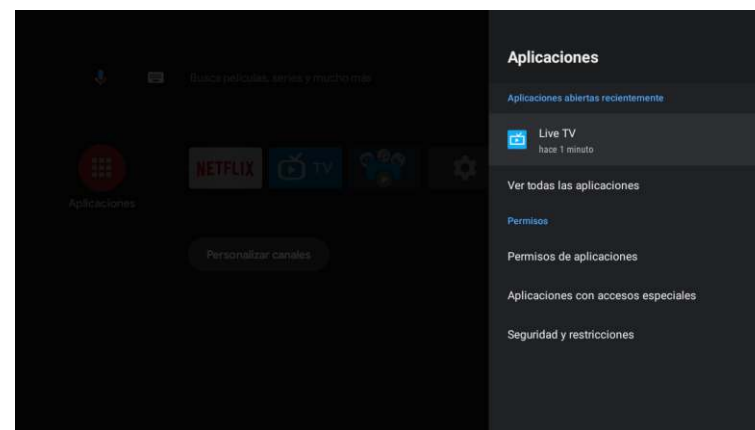 Busca películas, series y mucho más
NETFLIX
TV
Aplicaciones
Personalizar canales
Aplicaciones
Aplicaciones abiertas recientemente
Live TV
hace 1 minuto
Ver todas las aplicaciones
Permisos
Permisos de aplicaciones
Aplicaciones con accesos especiales
Seguridad y restricciones